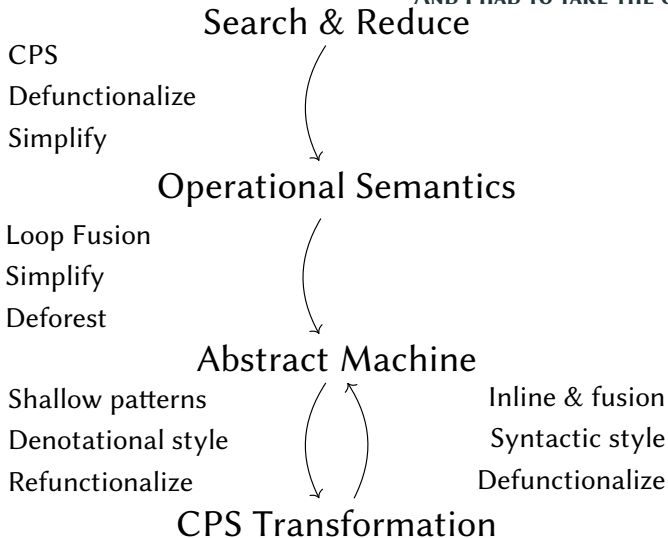 Search & Reduce
CPS
Defunctionalize
Simplify
Operational Semantics
Loop Fusion
Simplify
Deforest
Abstract Machine
Shallow patterns
Denotational style
Refunctionalize
Inline & fusion
Syntactic style
Defunctionalize
CPS Transformation